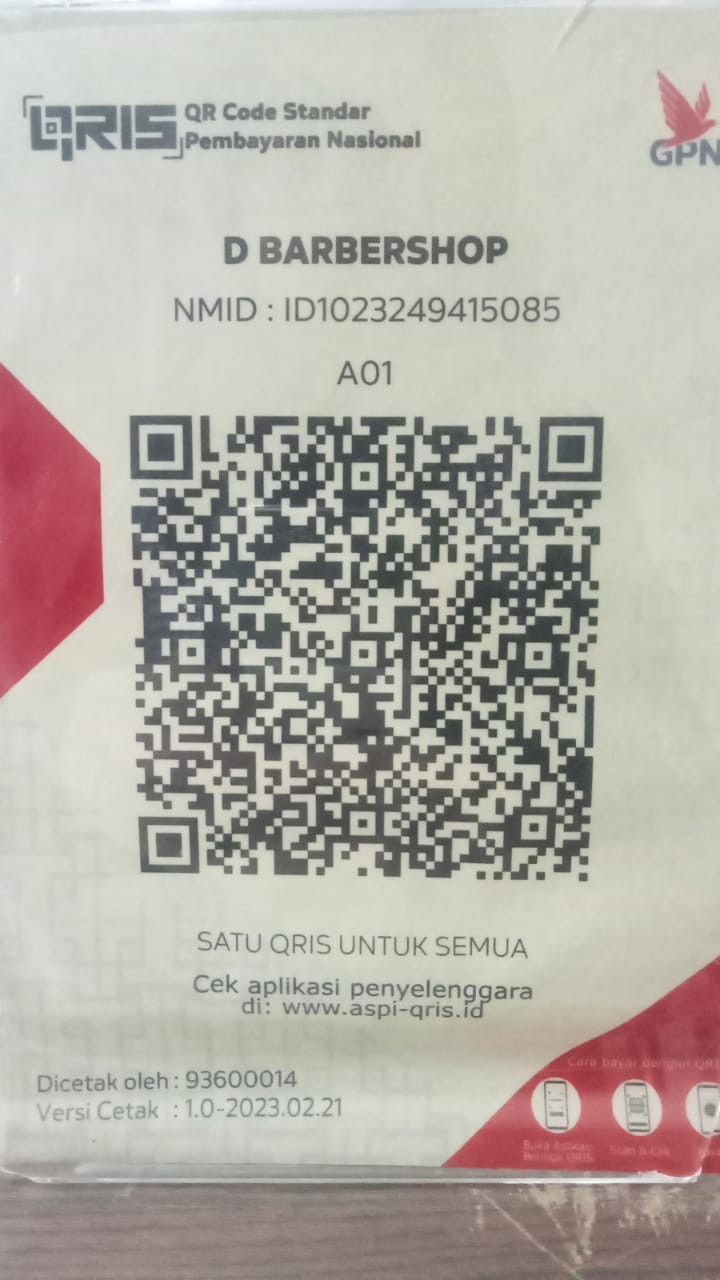 QRIS
QR Code Standar
Pembayaran Nasional
GPN
D BARBERSHOP
NMID : ID1023249415085
A01
SATU QRIS UNTUK SEMUA
Cek aplikasi penyelenggara
di: www.aspi-qris.id
Dicetak oleh : 93600014
Versi Cetak : 1.0-2023.02.21
Cara bayar dengan QRI
Buka Aplikasi
Berlogo QRIS
Scan & Cek